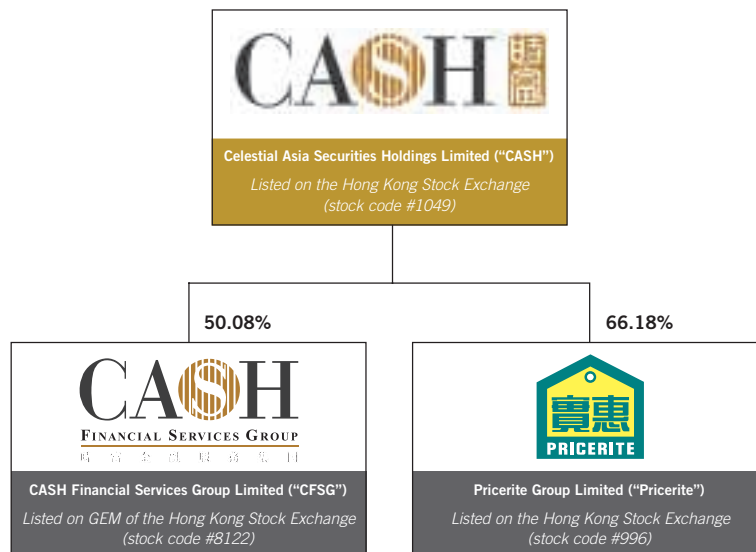 CASH 時富
Celestial Asia Securities Holdings Limited (“CASH”)
Listed on the Hong Kong Stock Exchange
(stock code #1049)
50.08%
66.18%
CASH
FINANCIAL SERVICES GROUP
CASH Financial Services Group Limited (“CFSG”)
Listed on GEM of the Hong Kong Stock Exchange
(stock code #8122)
實惠
PRICERITE
Pricerite Group Limited (“Pricerite”)
Listed on the Hong Kong Stock Exchange
(stock code #996)